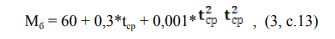 Мб = 60 + 0,3*tср + 0,001*t²ср t²ср , (3, с.13)